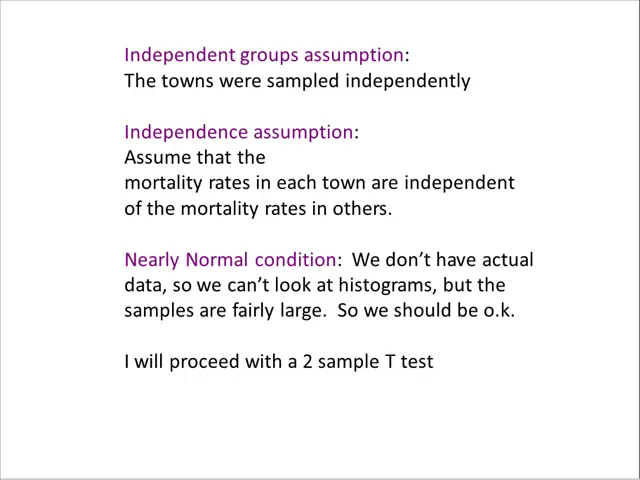 Independent groups assumption:
The towns were sampled independently
Independence assumption:
Assume that the
mortality rates in each town are independent
of the mortality rates in others.
Nearly Normal condition:  We don’t have actual
data, so we can’t look at histograms, but the
samples are fairly large.  So we should be o.k.
I will proceed with a 2 sample T test